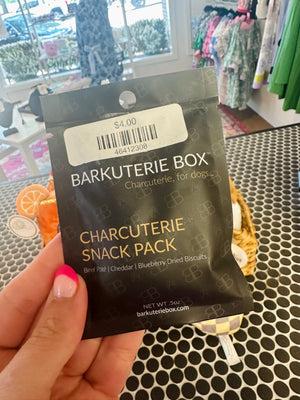 $4.00
46412308
BARKUTERIE BOX
Charcuterie, for dogs.
CHARCUTERIE
SNACK PACK
Beef Pâté | Cheddar | Blueberry Dried Biscuits
NET WT .5oz
barkuteriebox.com